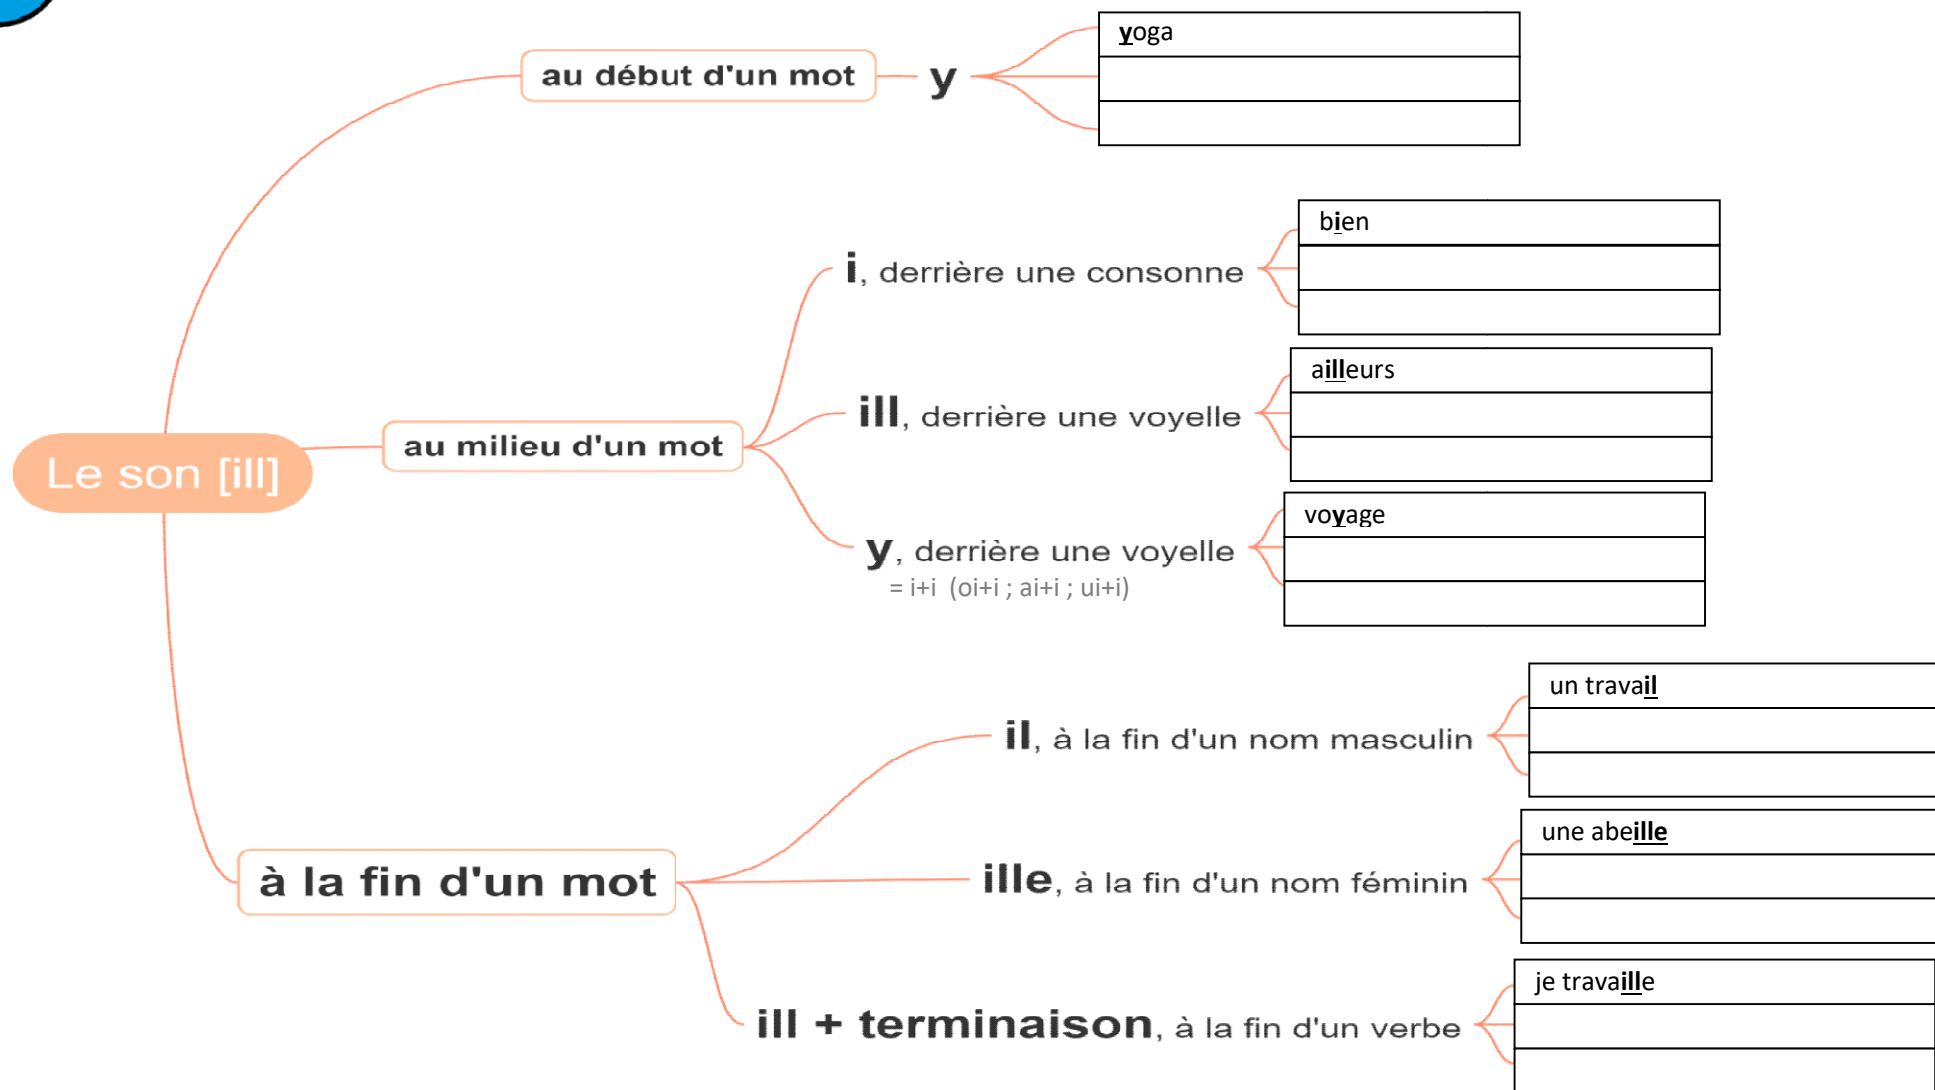 yoga
au début d'un mot
y
bien
i, derrière une consonne
ailleurs
ill, derrière une voyelle
au milieu d'un mot
Le son [ill]
voyage
y, derrière une voyelle
= i+i (oi+i ; ai+i ; ui+i)
un travail
il, à la fin d'un nom masculin
une abeille
à la fin d'un mot
ille, à la fin d'un nom féminin
je travaille
ill + terminaison, à la fin d'un verbe